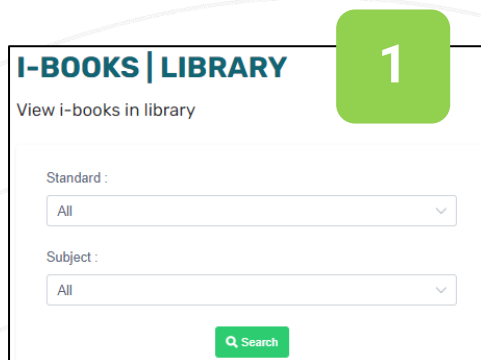 I-BOOKS | LIBRARY
1
View i-books in library
Standard :
All
Subject :
All
Search